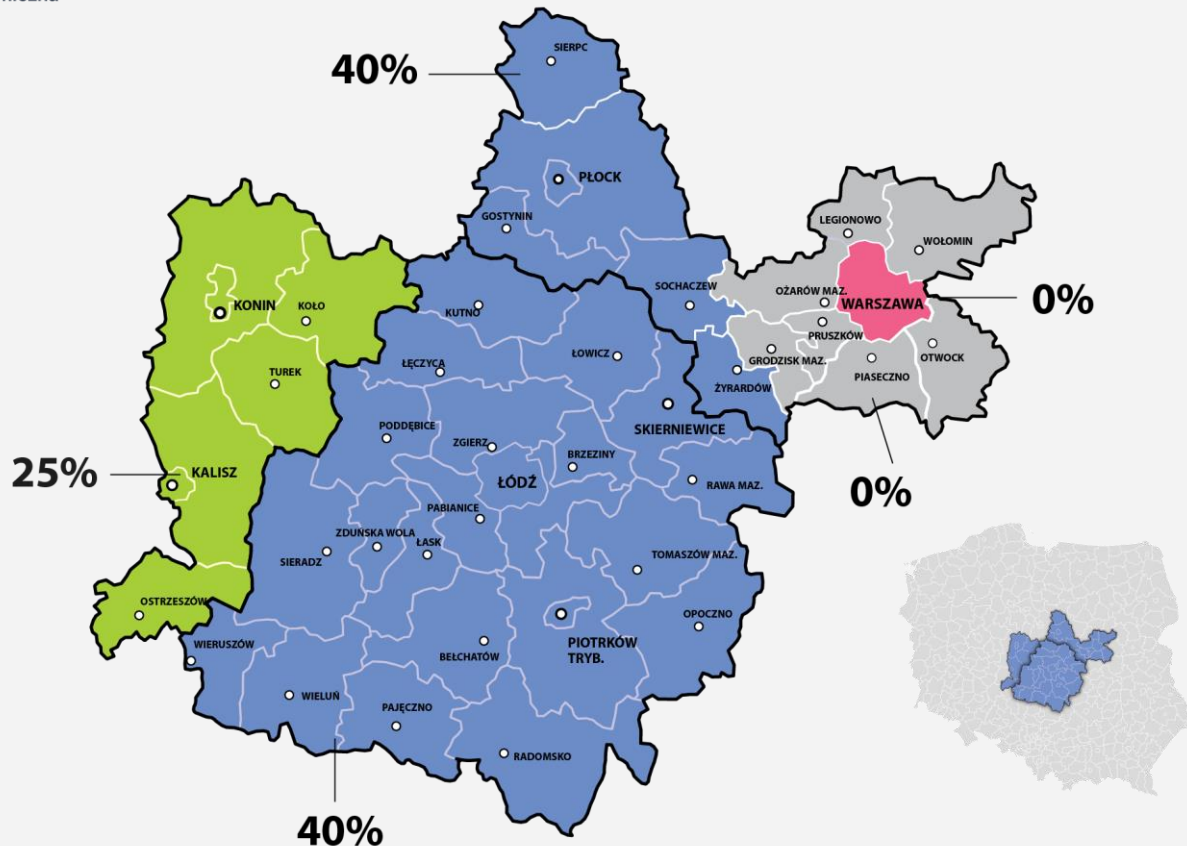 SIERPC
40%
PŁOCK
GOSTYNIN
LEGIONOWO
WOŁOMIN
SOCHACZEW
OŻARÓW MAZ.
WARSZAWA
0%
KONIN
KOŁO
KUTNO
PRUSZKÓW
ŁOWICZ
GRODZISK MAZ.
OTWOCK
ŁĘCZYCA
TUREK
ŻYRARDÓW
PIASECZNO
PODDĘBICE
SKIERNIEWICE
ZGIERZ
BRZEZINY
25%
KALISZ
ŁÓDŹ
RAWA MAZ.
0%
PABIANICE
ZDUŃSKA WOLA
ŁASK
SIERADZ
TOMASZÓW MAZ.
OSTRZESZÓW
OPOCZNO
WIERUSZÓW
PIOTRKÓW
TRYB.
BEŁCHATÓW
WIELUŃ
PAJĘCZNO
RADOMSKO
40%